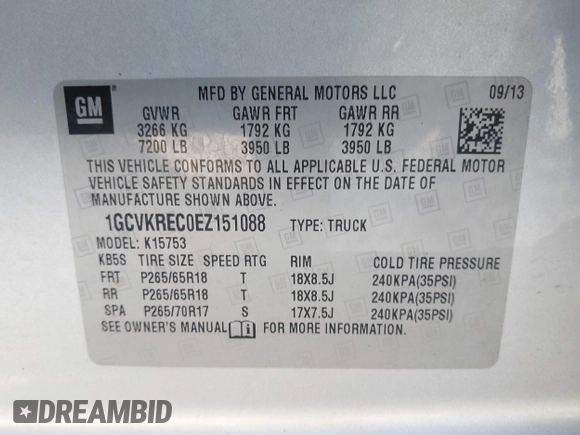 GM
MFD BY GENERAL MOTORS LLC 09/13
GVWR GAWR FRT GAWR RR
3266 KG 1792 KG 1792 KG
7200 LB 3950 LB 3950 LB
THIS VEHICLE CONFORMS TO ALL APPLICABLE U.S. FEDERAL MOTOR
VEHICLE SAFETY STANDARDS IN EFFECT ON THE DATE OF
MANUFACTURE SHOWN ABOVE.
1GCVKREC0EZ151088 TYPE: TRUCK
MODEL: K15753
KB5S TIRE SIZE SPEED RTG RIM COLD TIRE PRESSURE
FRT P265/65R18 T 18X8.5J 240KPA(35PSI)
RR P265/65R18 T 18X8.5J 240KPA(35PSI)
SPA P265/70R17 S 17X7.5J 240KPA(35PSI)
SEE OWNER'S MANUAL FOR MORE INFORMATION.
DREAMBID